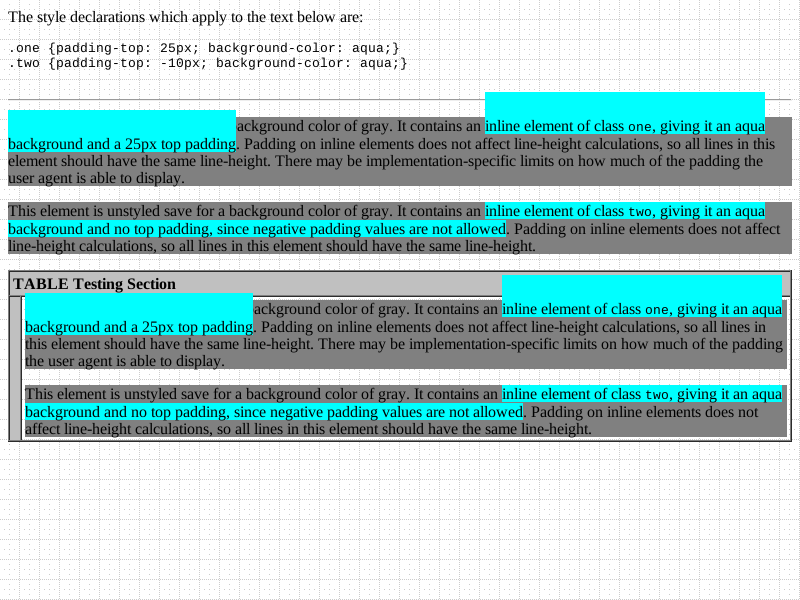 The style declarations which apply to the text below are:
.one {padding-top: 25px; background-color: aqua;}
.two {padding-top: -10px; background-color: aqua;}
ackground color of gray. It contains an inline element of class one, giving it an aqua
background and a 25px top padding. Padding on inline elements does not affect line-height calculations, so all lines in this
element should have the same line-height. There may be implementation-specific limits on how much of the padding the
user agent is able to display.
This element is unstyled save for a background color of gray. It contains an inline element of class two, giving it an aqua
background and no top padding, since negative padding values are not allowed. Padding on inline elements does not affect
line-height calculations, so all lines in this element should have the same line-height.
TABLE Testing Section
ackground color of gray. It contains an inline element of class one, giving it an aqua
background and a 25px top padding. Padding on inline elements does not affect line-height calculations, so all lines in
this element should have the same line-height. There may be implementation-specific limits on how much of the padding
the user agent is able to display.
This element is unstyled save for a background color of gray. It contains an inline element of class two, giving it an aqua
background and no top padding, since negative padding values are not allowed. Padding on inline elements does not
affect line-height calculations, so all lines in this element should have the same line-height.